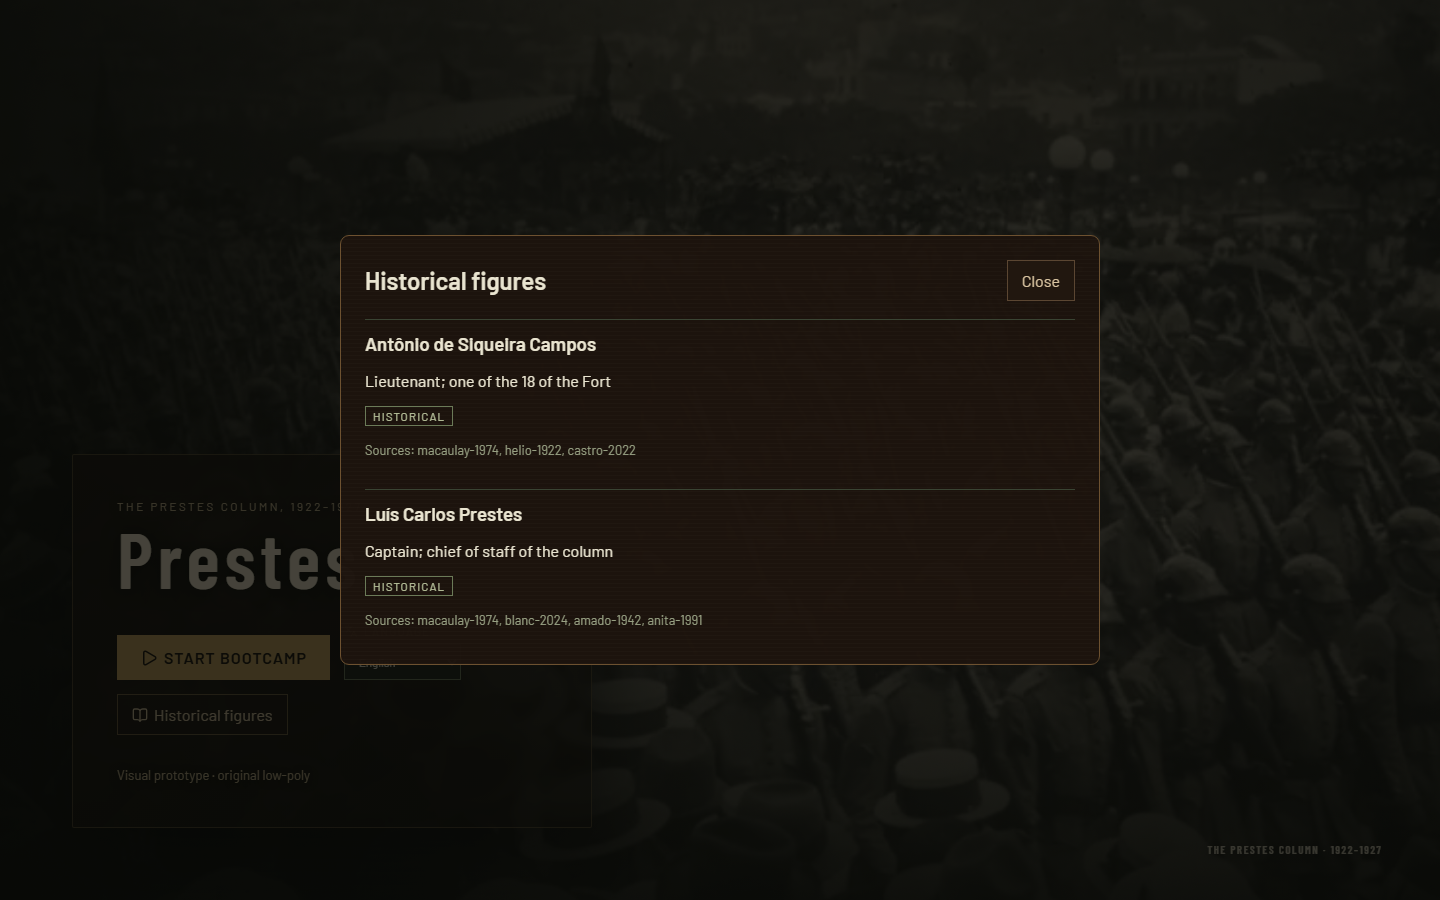 Historical figures
Close
Antônio de Siqueira Campos
Lieutenant; one of the 18 of the Fort
HISTORICAL
Sources: macaulay-1974, helio-1922, castro-2022
Luís Carlos Prestes
Captain; chief of staff of the column
HISTORICAL
Sources: macaulay-1974, blanc-2024, amado-1942, anita-1991
THE PRESTES COLUMN, 1922-19
Prestes
START BOOTCAMP
English
Historical figures
Visual prototype · original low-poly
THE PRESTES COLUMN · 1922-1927